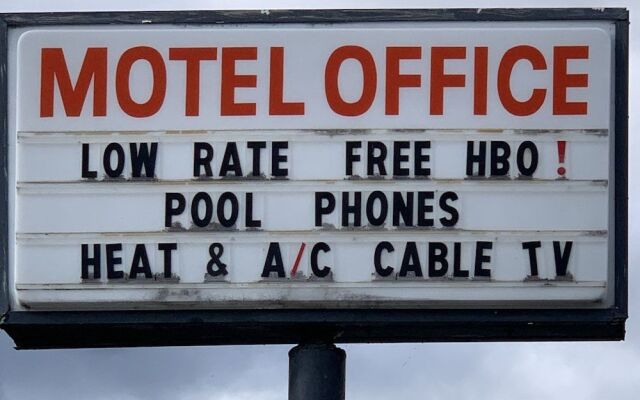 MOTEL OFFICE
LOW RATE FREE HBO!
POOL PHONES
HEAT & A/C CABLE TV